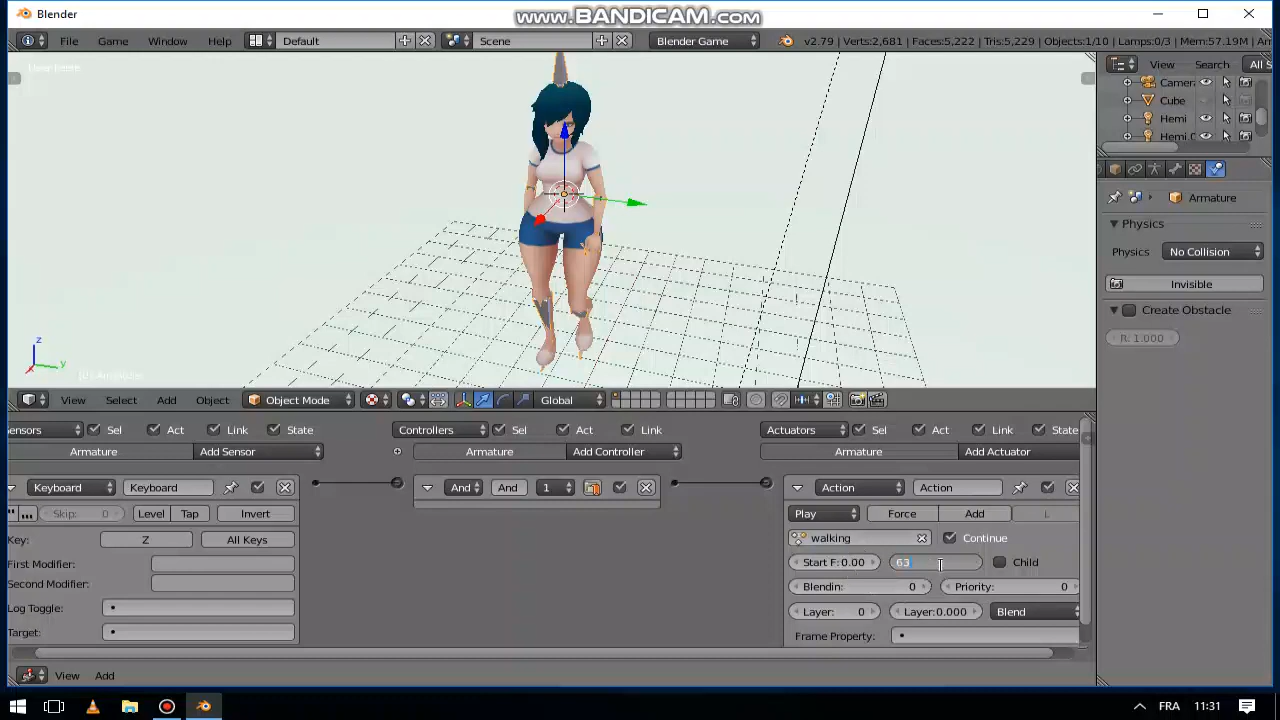 www.BANDICAM.com
Blender
File Game Window Help Default Scene Blender Game v2.79 | Verts:2,681 | Faces:5,222 | Tris:5,229 | Objects:1/10 | Lamps:0/3 | Mem:57.19M |
View Search All S
Camer
Cube
Hemi
Hemi.
Armature
Physics
Physics No Collision
Invisible
Create Obstacle
R: 1.000
z
y
View Select Add Object Object Mode Global
ensors Sel Act Link State Controllers Sel Act Link Actuators Sel Act Link State
Armature Add Sensor Armature Add Controller Armature Add Actuator
Keyboard Keyboard And And 1 Action Action
Skip: 0 Level Tap Invert Play Force Add L
Key: Z All Keys walking Continue
First Modifier: Start F:0.00 63 Child
Second Modifier: Blendin: 0 Priority: 0
Log Toggle: Layer: 0 Layer:0.000 Blend
Target: Frame Property:
View Add
FRA 11:31